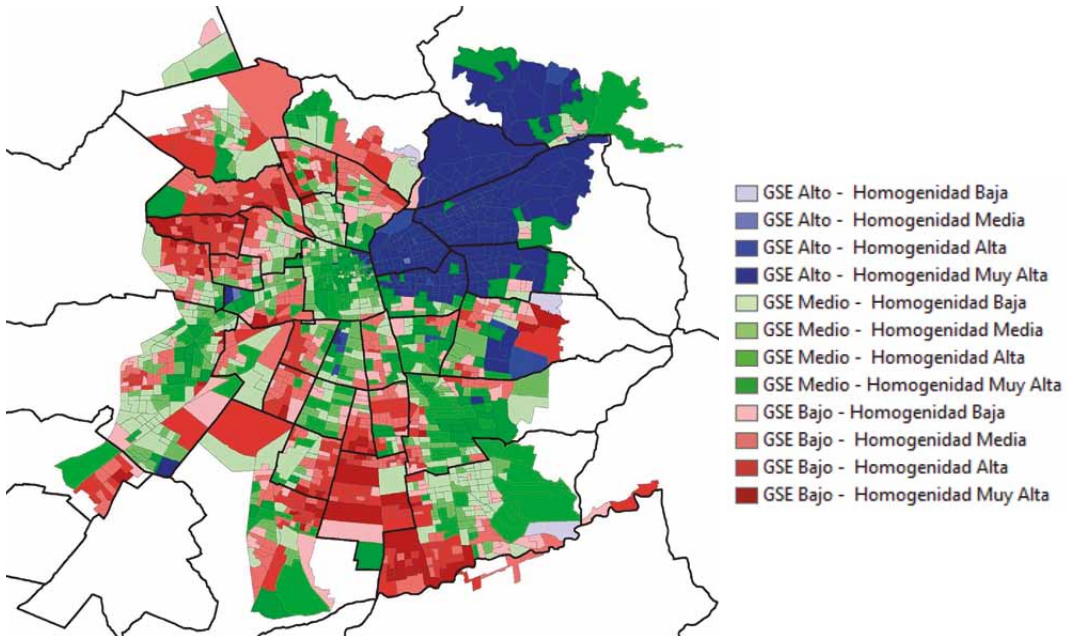 GSE Alto - Homogenidad Baja
GSE Alto - Homogenidad Media
GSE Alto - Homogenidad Alta
GSE Alto - Homogenidad Muy Alta
GSE Medio - Homogenidad Baja
GSE Medio - Homogenidad Media
GSE Medio - Homogenidad Alta
GSE Medio - Homogenidad Muy Alta
GSE Bajo - Homogenidad Baja
GSE Bajo - Homogenidad Media
GSE Bajo - Homogenidad Alta
GSE Bajo - Homogenidad Muy Alta